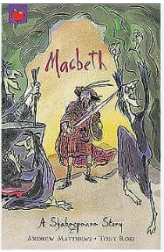 Macbeth
A Shakespeare Story
ANDREW MATTHEWS • TONY ROSS